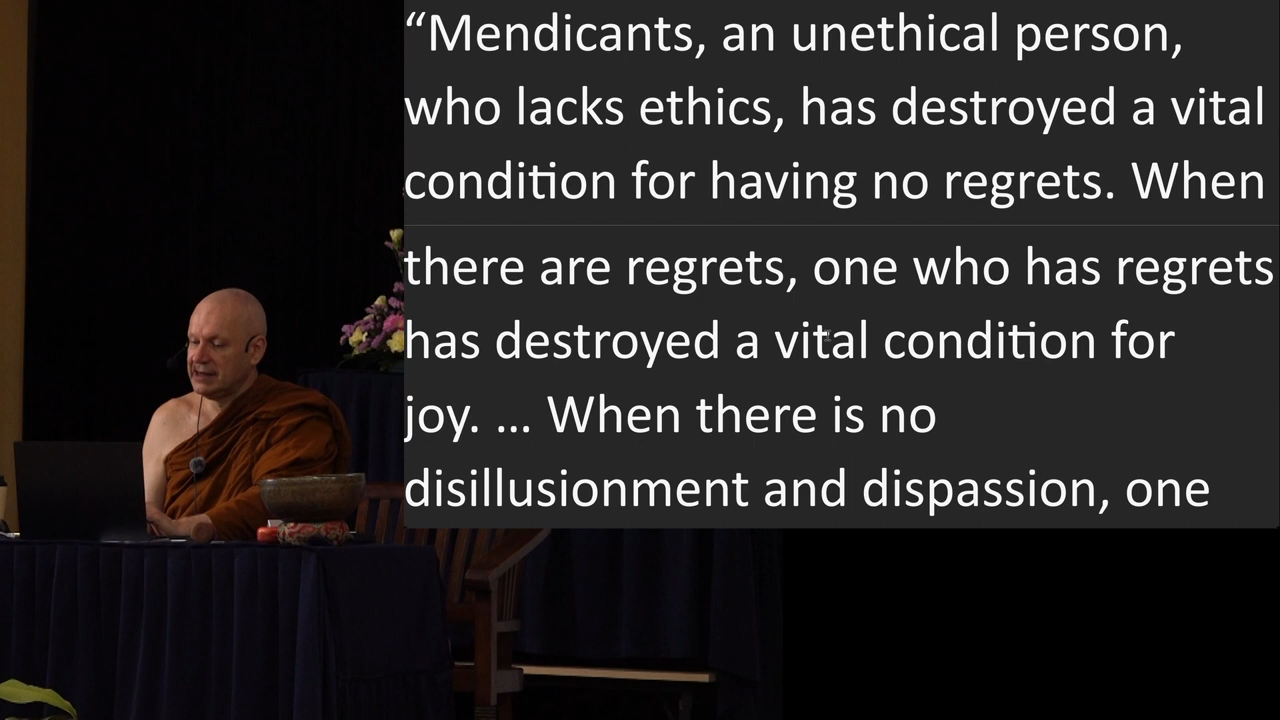 “Mendicants, an unethical person,
who lacks ethics, has destroyed a vital
condition for having no regrets. When
there are regrets, one who has regrets
has destroyed a vital condition for
joy. ... When there is no
disillusionment and dispassion, one